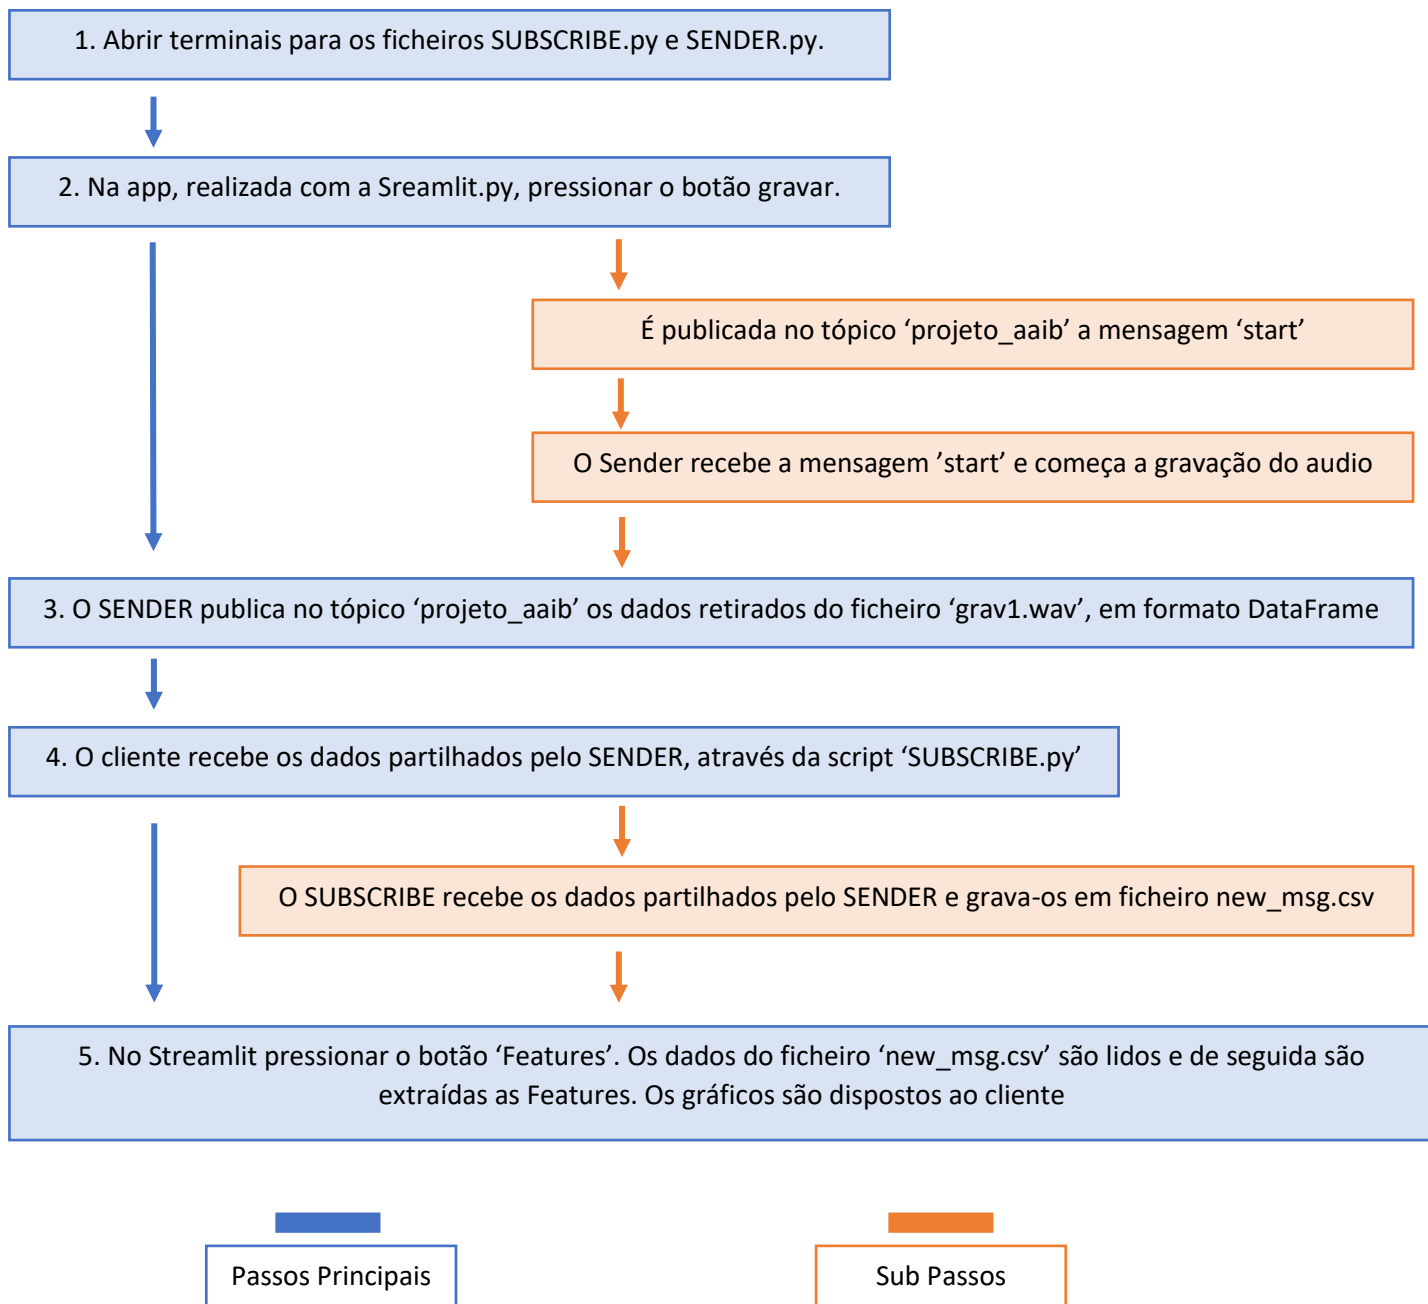 1. Abrir terminais para os ficheiros SUBSCRIBE.py e SENDER.py.
2. Na app, realizada com a Sreamlit.py, pressionar o botão gravar.
É publicada no tópico ‘projeto_aaib’ a mensagem ‘start’
O Sender recebe a mensagem ’start’ e começa a gravação do audio
3. O SENDER publica no tópico ‘projeto_aaib’ os dados retirados do ficheiro ‘grav1.wav’, em formato DataFrame
4. O cliente recebe os dados partilhados pelo SENDER, através da script ‘SUBSCRIBE.py’
O SUBSCRIBE recebe os dados partilhados pelo SENDER e grava-os em ficheiro new_msg.csv
5. No Streamlit pressionar o botão ‘Features’. Os dados do ficheiro ‘new_msg.csv’ são lidos e de seguida são
extraídas as Features. Os gráficos são dispostos ao cliente
Passos Principais
Sub Passos